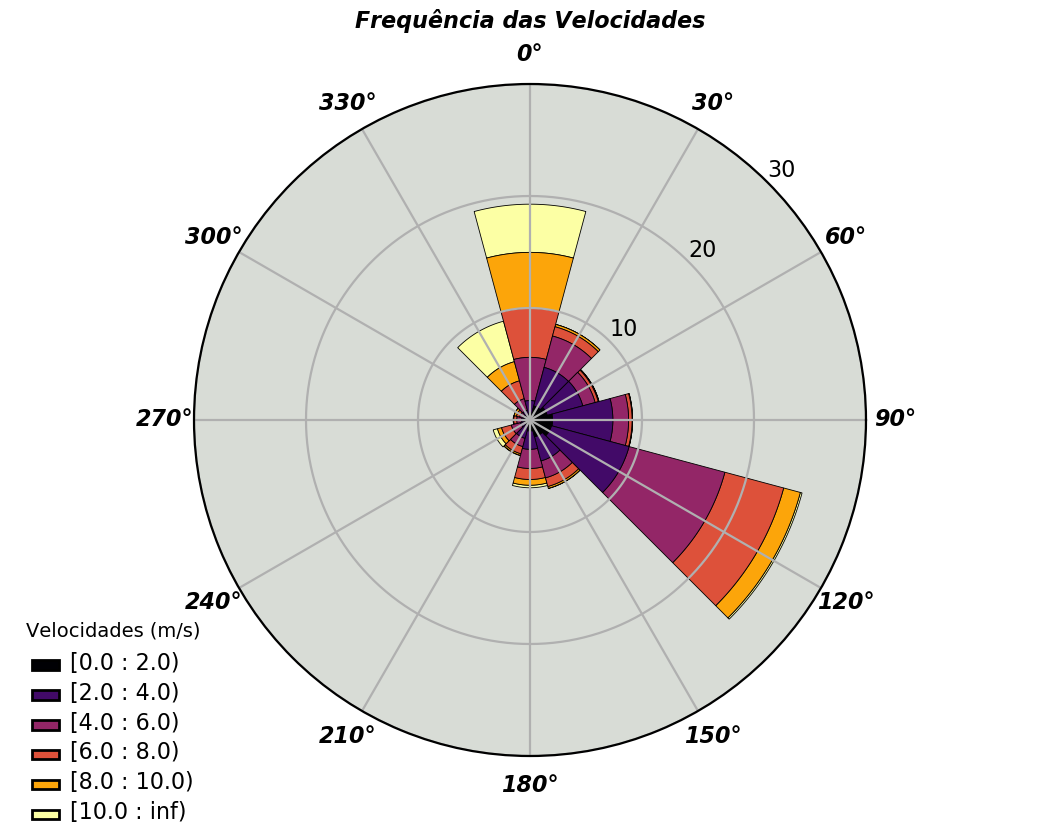 Frequência das Velocidades
0°
330°
30°
30
300°
60°
20
10
270°
90°
240°
120°
210°
150°
180°
Velocidades (m/s)
[0.0 : 2.0)
[2.0 : 4.0)
[4.0 : 6.0)
[6.0 : 8.0)
[8.0 : 10.0)
[10.0 : inf)